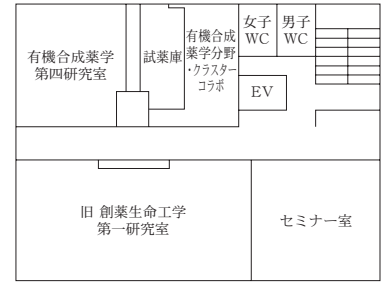 有機合成薬学
第四研究室
試薬庫
有機合成
薬学分野
・クラスター
コラボ
女子
WC
男子
WC
EV
旧 創薬生命工学
第一研究室
セミナー室